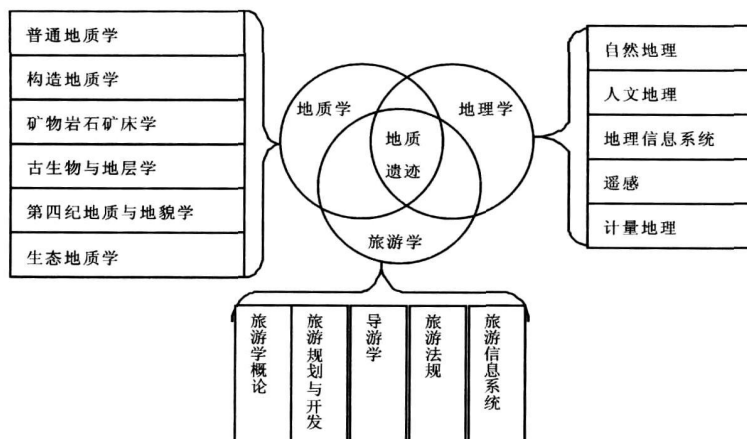 普通地质学
构造地质学
矿物岩石矿床学
古生物与地层学
第四纪地质与地貌学
生态地质学
地质学
地理学
地质
遗迹
旅游学
自然地理
人文地理
地理信息系统
遥感
计量地理
旅游学概论
旅游规划与开发
导游学
旅游法规
旅游信息系统